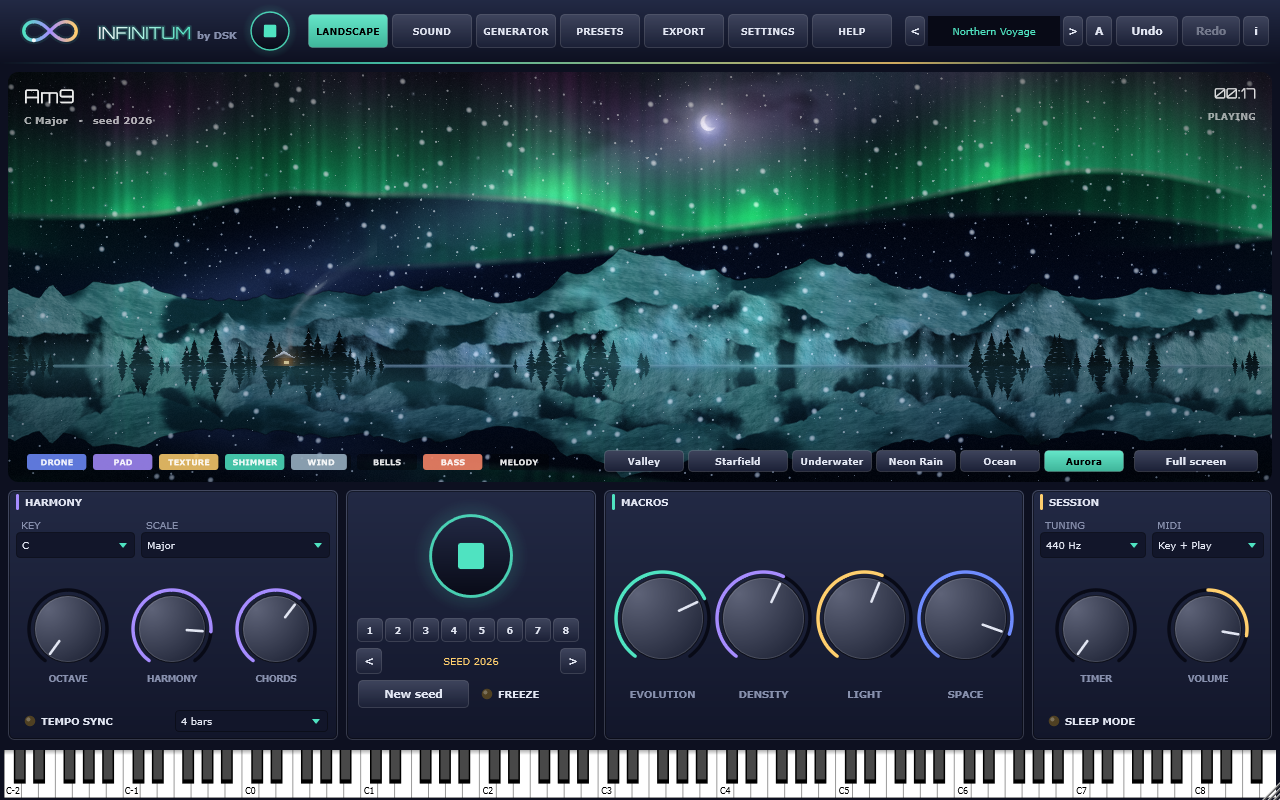 INFINITUM by DSK
LANDSCAPE SOUND GENERATOR PRESETS EXPORT SETTINGS HELP
< Northern Voyage > A Undo Redo i
Am9
C Major - seed 2026
00:17
PLAYING
DRONE PAD TEXTURE SHIMMER WIND BELLS BASS MELODY
Valley Starfield Underwater Neon Rain Ocean Aurora Full screen
HARMONY
KEY SCALE
C Major
OCTAVE HARMONY CHORDS
TEMPO SYNC 4 bars
1 2 3 4 5 6 7 8
< SEED 2026 >
New seed FREEZE
MACROS
EVOLUTION DENSITY LIGHT SPACE
SESSION
TUNING MIDI
440 Hz Key + Play
TIMER VOLUME
SLEEP MODE
C-2 C-1 C0 C1 C2 C3 C4 C5 C6 C7 C8